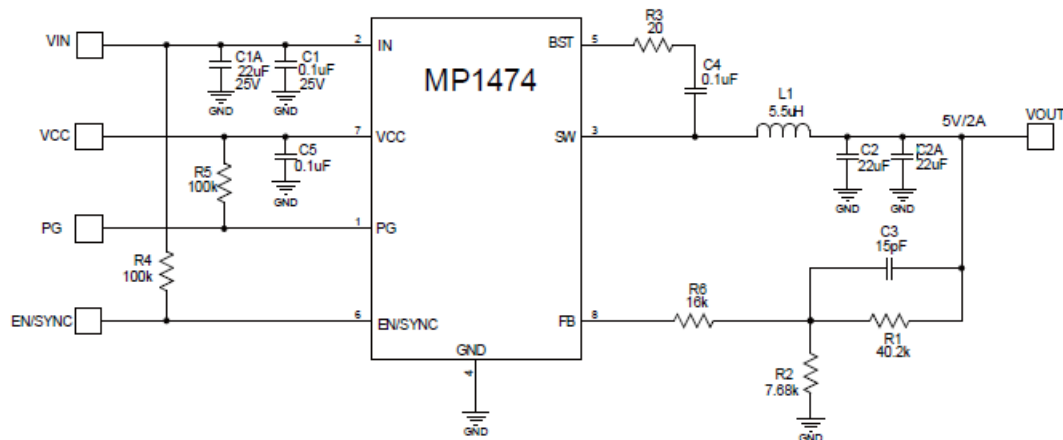 VIN
C1A
22uF
25V
GND
C1
0.1uF
25V
GND
2
IN
MP1474
BST
5
R3
20
C4
0.1uF
VCC
7
VCC
C5
0.1uF
GND
R5
100k
SW
3
L1
5.5uH
5V/2A
VOUT
C2
22uF
GND
C2A
22uF
GND
PG
1
PG
R4
100k
C3
15pF
EN/SYNC
6
EN/SYNC
FB
8
R6
16k
R1
40.2k
R2
7.68k
GND
GND
4
GND